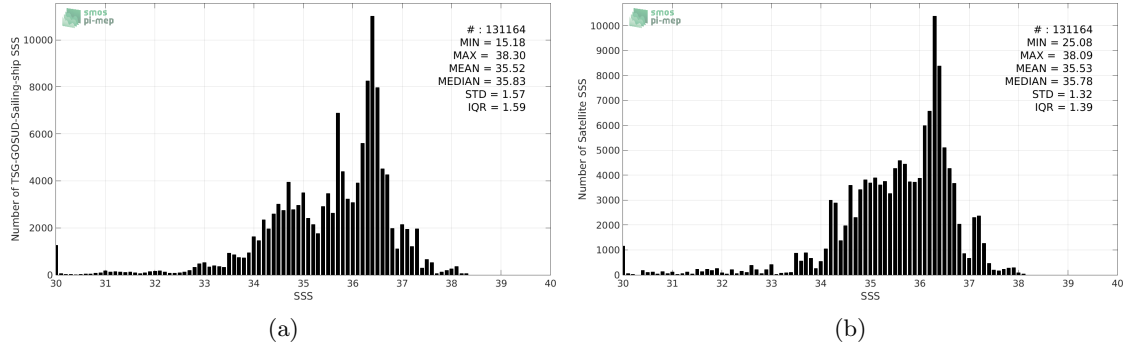 smos
pi-mep
# : 131164
MIN = 15.18
MAX = 38.30
MEAN = 35.52
MEDIAN = 35.83
STD = 1.57
IQR = 1.59
Number of TSG-GOSUD-Sailing-ship SSS
10000
8000
6000
4000
2000
0
30 31 32 33 34 35 36 37 38 39 40
SSS
(a)
smos
pi-mep
# : 131164
MIN = 25.08
MAX = 38.09
MEAN = 35.53
MEDIAN = 35.78
STD = 1.32
IQR = 1.39
Number of Satellite SSS
10000
9000
8000
7000
6000
5000
4000
3000
2000
1000
0
30 31 32 33 34 35 36 37 38 39 40
SSS
(b)